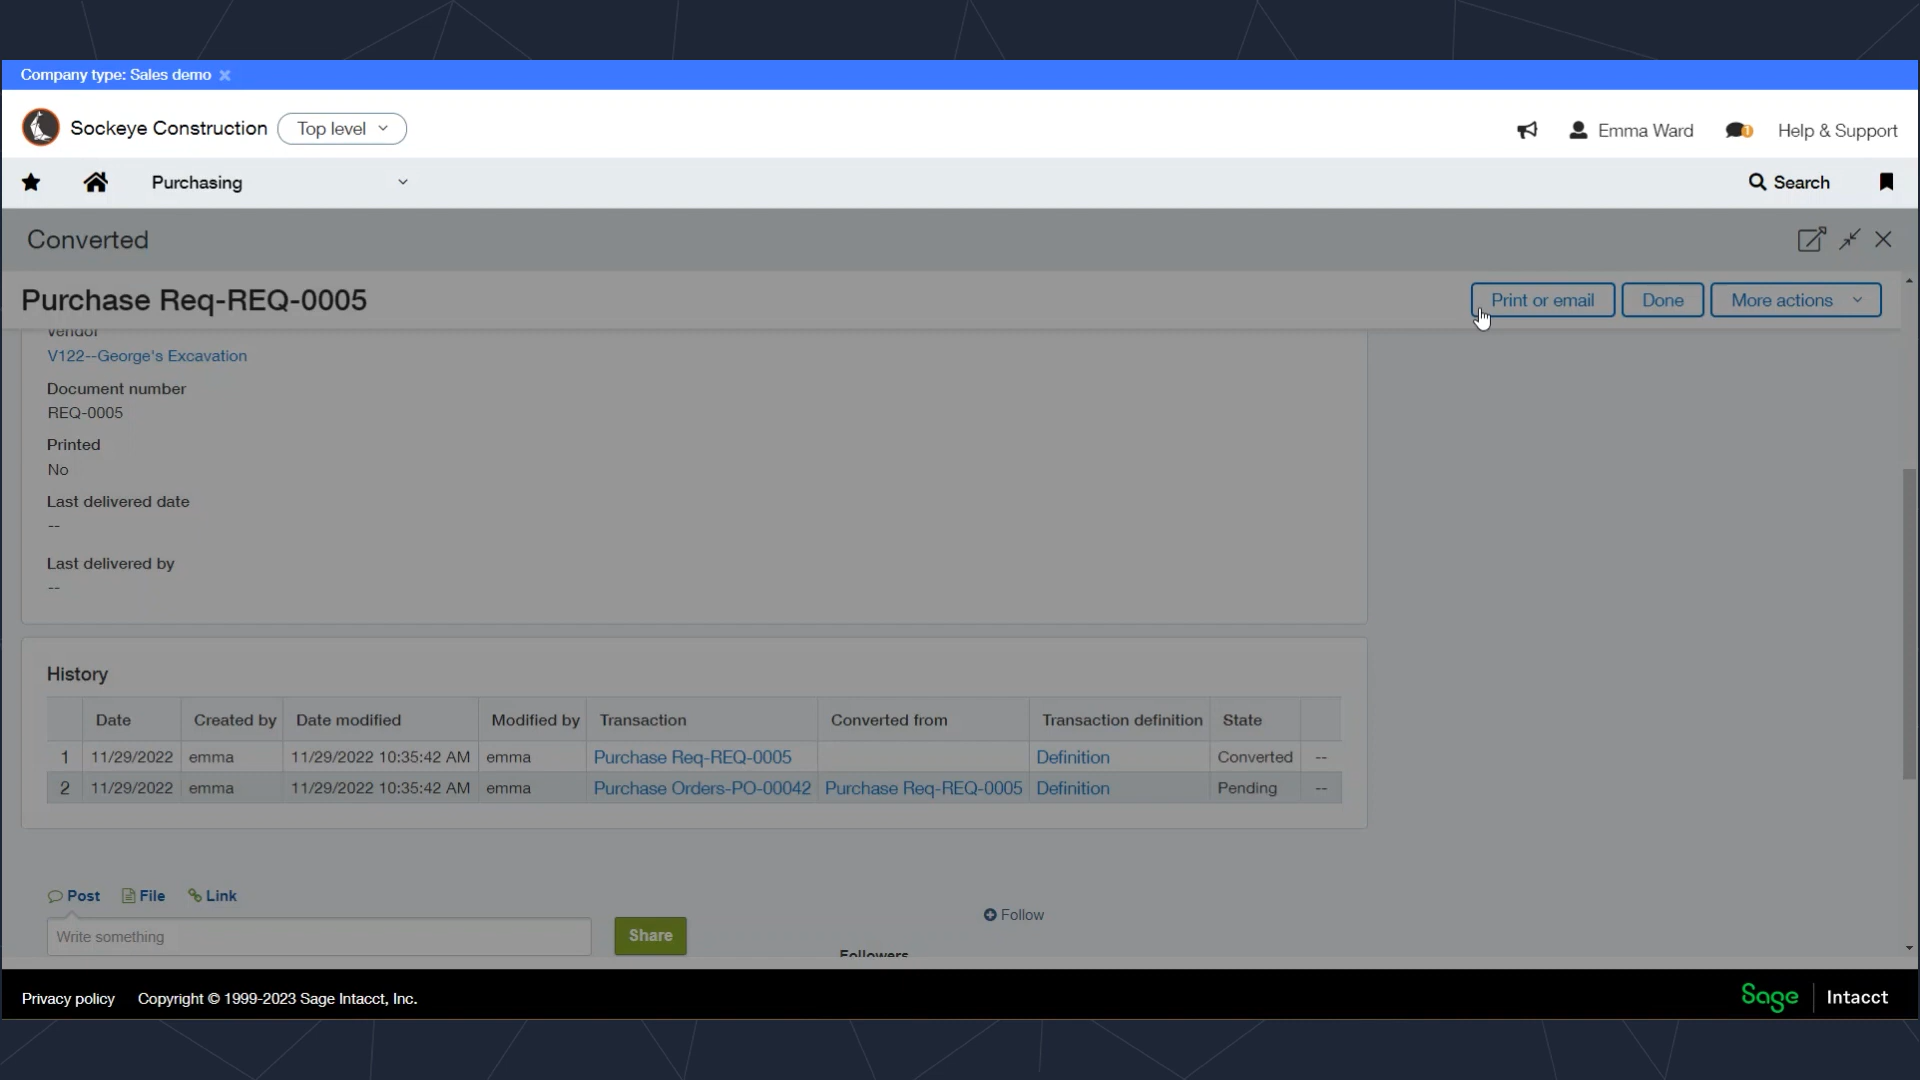 Company type: Sales demo
Sockeye Construction Top level Emma Ward 1 Help & Support
Purchasing Search
Converted
Purchase Req-REQ-0005 Print or email Done More actions
Vendor
V122--George's Excavation
Document number
REQ-0005
Printed
No
Last delivered date
--
Last delivered by
--
History
Date Created by Date modified Modified by Transaction Converted from Transaction definition State
1 11/29/2022 emma 11/29/2022 10:35:42 AM emma Purchase Req-REQ-0005 Definition Converted --
2 11/29/2022 emma 11/29/2022 10:35:42 AM emma Purchase Orders-PO-00042 Purchase Req-REQ-0005 Definition Pending --
Post File Link
Follow
Write something Share
Followers
Privacy policy Copyright © 1999-2023 Sage Intacct, Inc. Sage Intacct